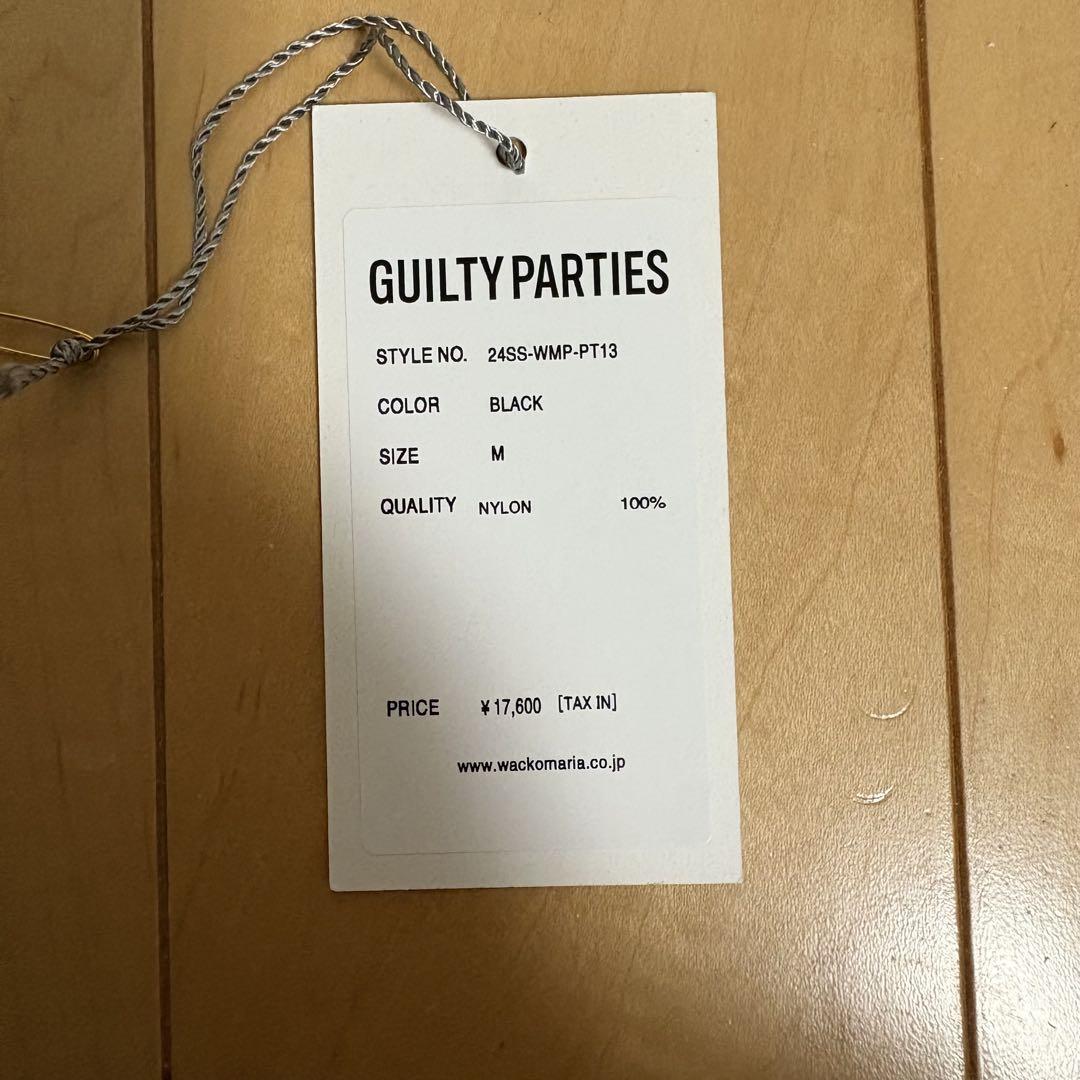 GUILTY PARTIES
STYLE NO. 24SS-WMP-PT13
COLOR BLACK
SIZE M
QUALITY NYLON 100%
PRICE ¥17,600 [TAX IN]
www.wackomaria.co.jp